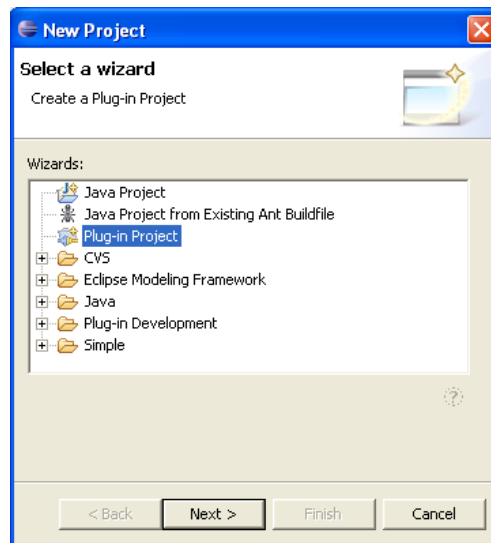 New Project
Select a wizard
Create a Plug-in Project
Wizards:
Java Project
Java Project from Existing Ant Buildfile
Plug-in Project
CVS
Eclipse Modeling Framework
Java
Plug-in Development
Simple
?
< Back Next > Finish Cancel